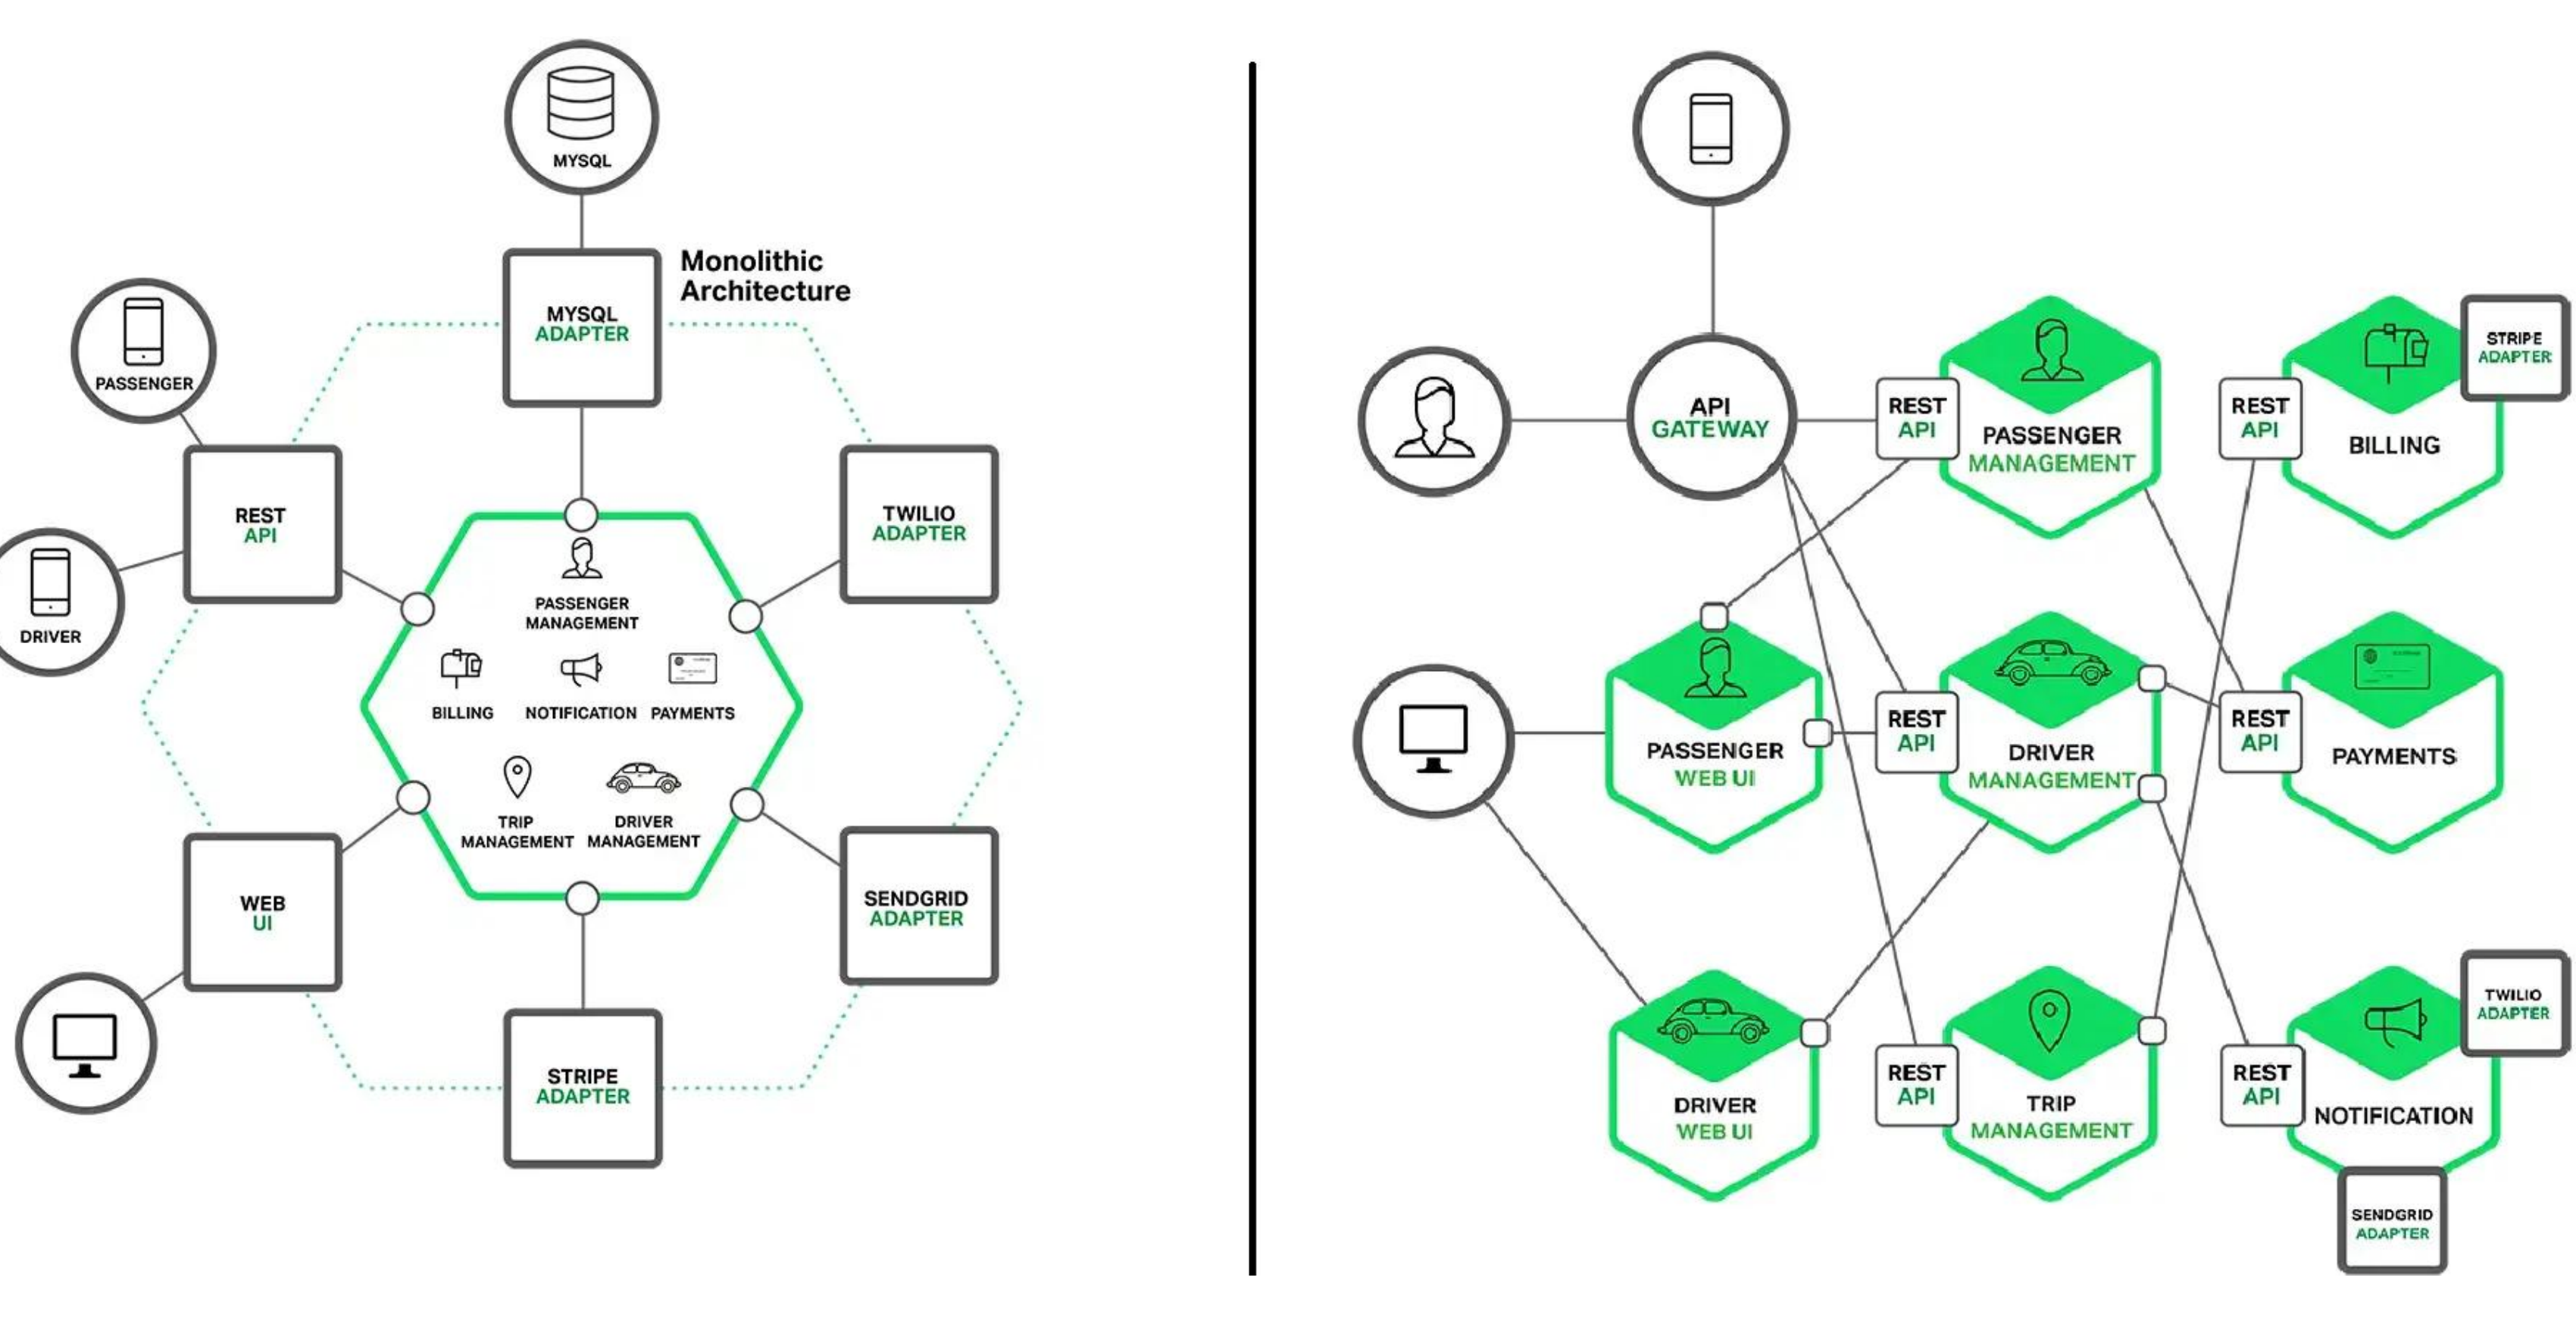 MYSQL
Monolithic
Architecture
MYSQL
ADAPTER
PASSENGER
REST
API
TWILIO
ADAPTER
DRIVER
PASSENGER
MANAGEMENT
BILLING
NOTIFICATION
PAYMENTS
TRIP
MANAGEMENT
DRIVER
MANAGEMENT
WEB
UI
SENDGRID
ADAPTER
STRIPE
ADAPTER
API
GATEWAY
REST
API
PASSENGER
MANAGEMENT
REST
API
BILLING
STRIPE
ADAPTER
PASSENGER
WEB UI
REST
API
DRIVER
MANAGEMENT
REST
API
PAYMENTS
DRIVER
WEB UI
REST
API
TRIP
MANAGEMENT
REST
API
NOTIFICATION
TWILIO
ADAPTER
SENDGRID
ADAPTER